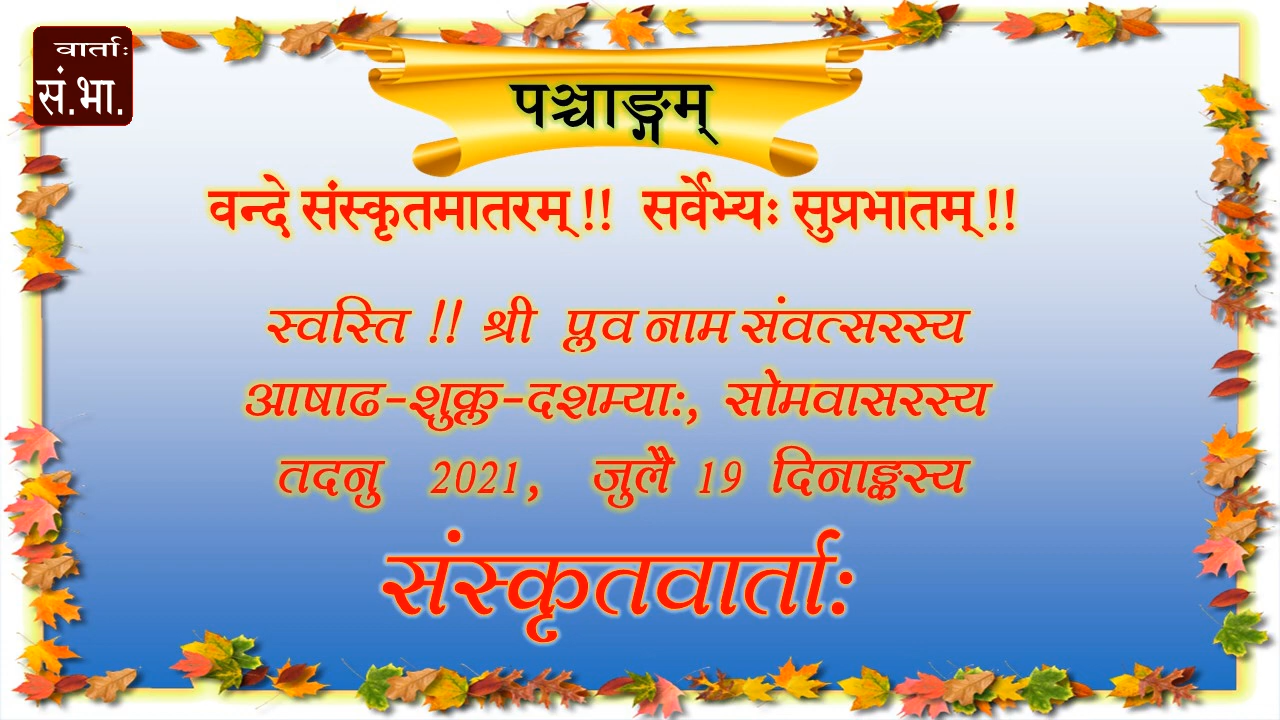 वार्ताः
सं.भा.
पञ्चाङ्गम्
वन्दे संस्कृतमातरम् !! सर्वेभ्यः सुप्रभातम् !!
स्वस्ति !! श्री प्लव नाम संवत्सरस्य
आषाढ-शुक्ल-दशम्याः, सोमवासरस्य
तदनु 2021, जुलै 19 दिनाङ्कस्य
संस्कृतवार्ताः